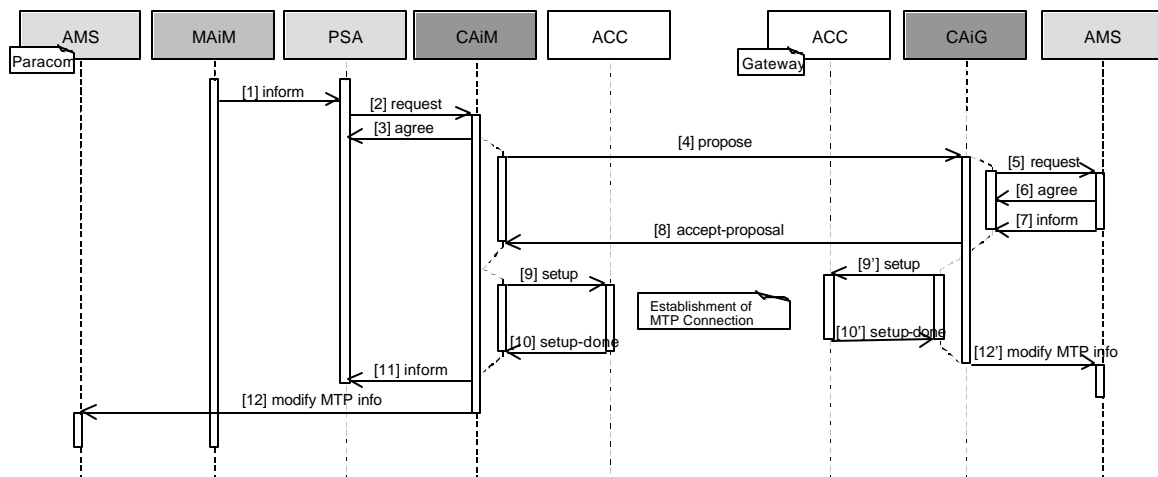 AMS
MAiM
PSA
CAiM
ACC
ACC
CAiG
AMS
Paracom
Gateway
[1] inform
[2] request
[3] agree
[4] propose
[5] request
[6] agree
[7] inform
[8] accept-proposal
[9] setup
[9'] setup
Establishment of
MTP Connection
[10] setup-done
[10'] setup-done
[11] inform
[12'] modify MTP info
[12] modify MTP info